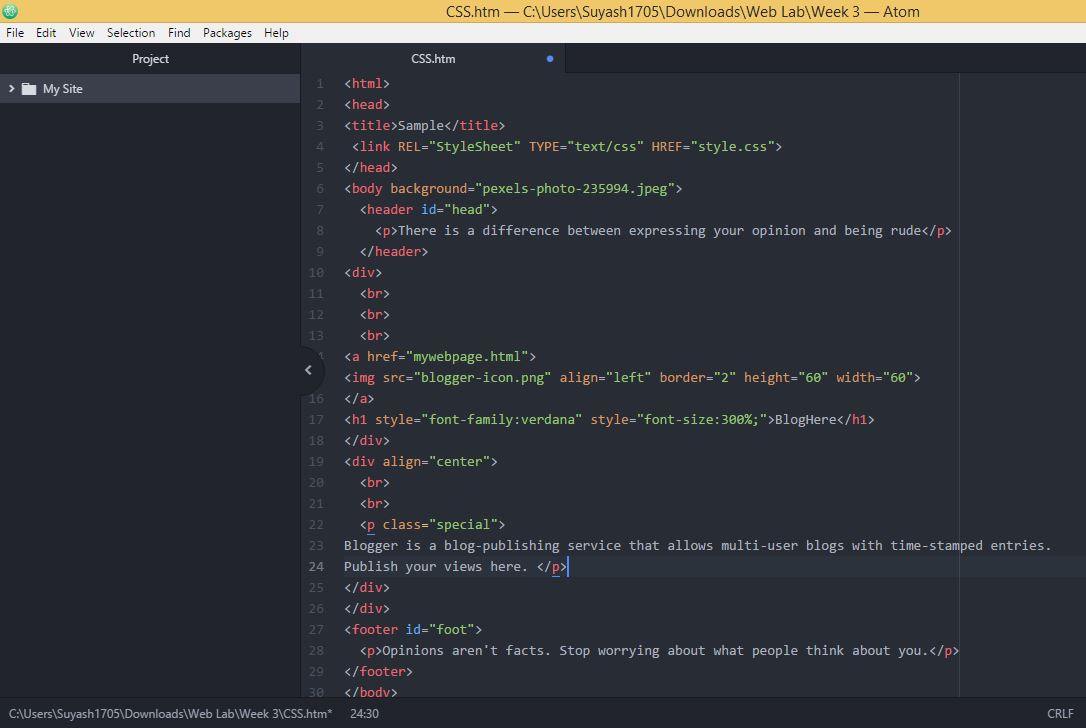 CSS.htm — C:\Users\Suyash1705\Downloads\Web Lab\Week 3 — Atom
File Edit View Selection Find Packages Help
Project
CSS.htm
My Site
1 <html>
2 <head>
3 <title>Sample</title>
4 <link REL="StyleSheet" TYPE="text/css" HREF="style.css">
5 </head>
6 <body background="pexels-photo-235994.jpeg">
7 <header id="head">
8 <p>There is a difference between expressing your opinion and being rude</p>
9 </header>
10 <div>
11 <br>
12 <br>
13 <br>
<a href="mywebpage.html">
<img src="blogger-icon.png" align="left" border="2" height="60" width="60">
16 </a>
17 <h1 style="font-family:verdana" style="font-size:300%;">BlogHere</h1>
18 </div>
19 <div align="center">
20 <br>
21 <br>
22 <p class="special">
23 Blogger is a blog-publishing service that allows multi-user blogs with time-stamped entries.
24 Publish your views here. </p>
25 </div>
26 </div>
27 <footer id="foot">
28 <p>Opinions aren't facts. Stop worrying about what people think about you.</p>
29 </footer>
30 </body>
C:\Users\Suyash1705\Downloads\Web Lab\Week 3\CSS.htm* 24:30 CRLF